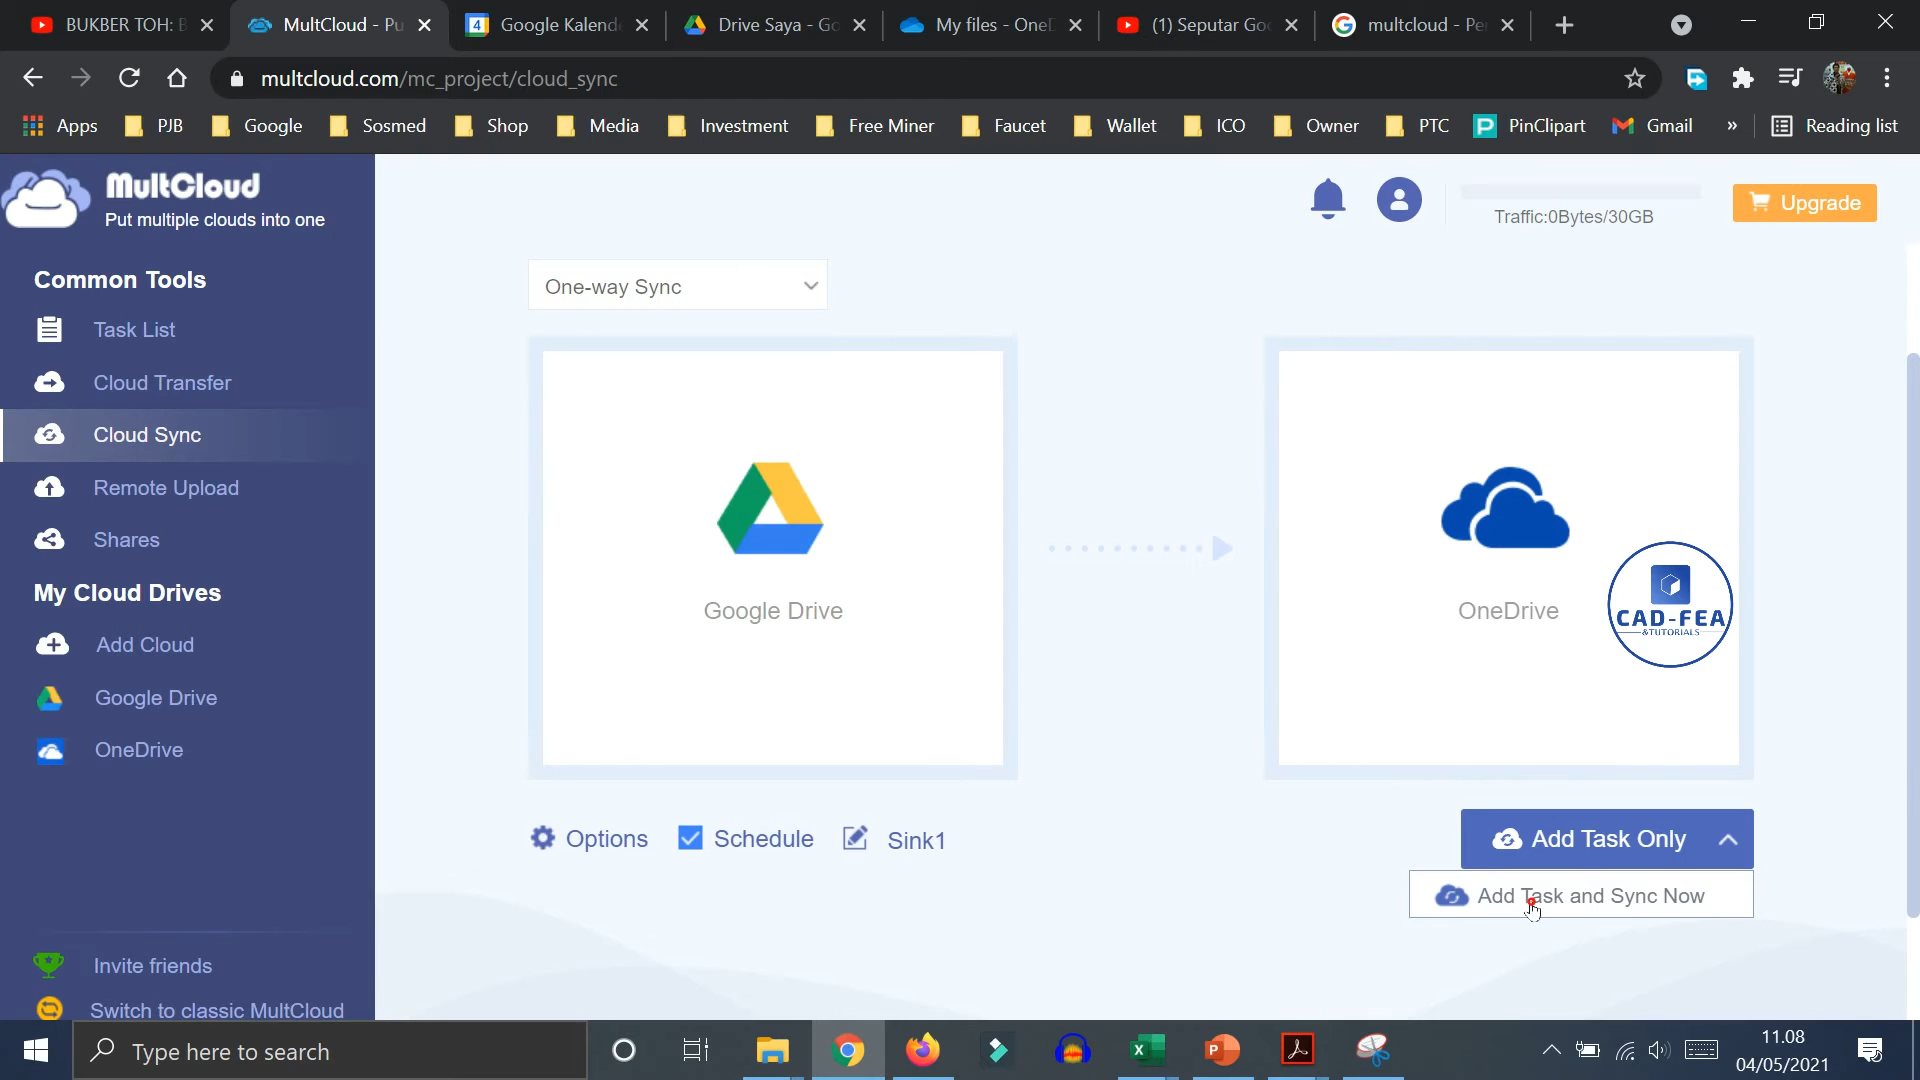 BUKBER TOH: B
MultCloud - Pu
Google Kalend
Drive Saya - Go
My files - OneD
(1) Seputar Goo
multcloud - Pe
multcloud.com/mc_project/cloud_sync
Apps
PJB
Google
Sosmed
Shop
Media
Investment
Free Miner
Faucet
Wallet
ICO
Owner
PTC
PinClipart
Gmail
»
Reading list
MultCloud
Put multiple clouds into one
Traffic:0Bytes/30GB
Upgrade
Common Tools
Task List
Cloud Transfer
Cloud Sync
Remote Upload
Shares
My Cloud Drives
Add Cloud
Google Drive
OneDrive
Invite friends
Switch to classic MultCloud
One-way Sync
Google Drive
OneDrive
CAD-FEA
&TUTORIALS
Options
Schedule
Sink1
Add Task Only
Add Task and Sync Now
Type here to search
11.08
04/05/2021